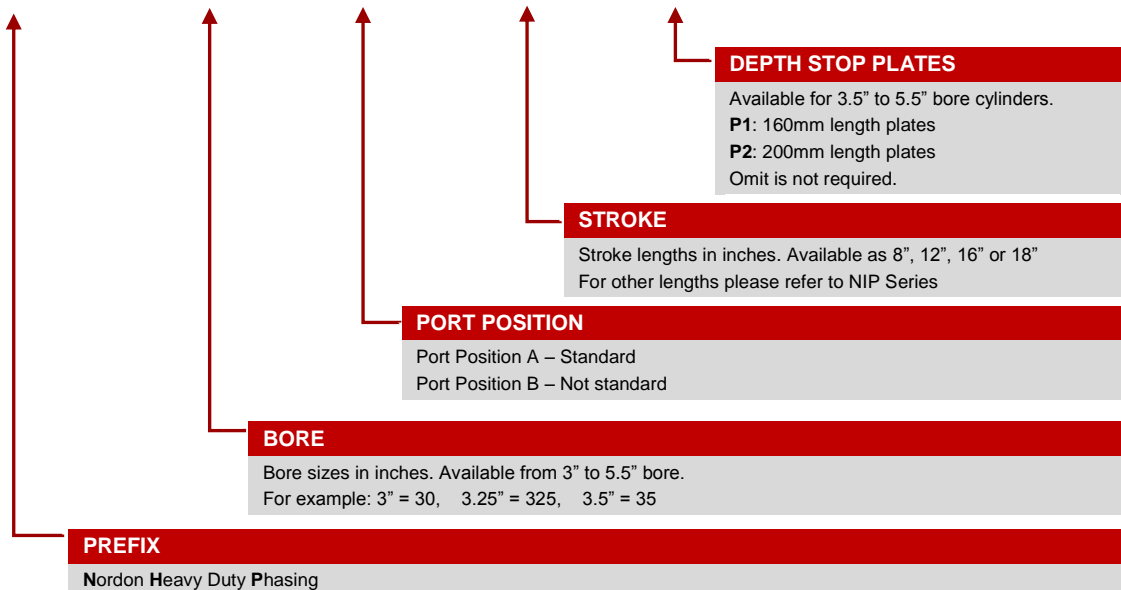 DEPTH STOP PLATES
Available for 3.5” to 5.5” bore cylinders.
P1: 160mm length plates
P2: 200mm length plates
Omit is not required.
STROKE
Stroke lengths in inches. Available as 8”, 12”, 16” or 18”
For other lengths please refer to NIP Series
PORT POSITION
Port Position A – Standard
Port Position B – Not standard
BORE
Bore sizes in inches. Available from 3” to 5.5” bore.
For example: 3” = 30, 3.25” = 325, 3.5” = 35
PREFIX
Nordon Heavy Duty Phasing